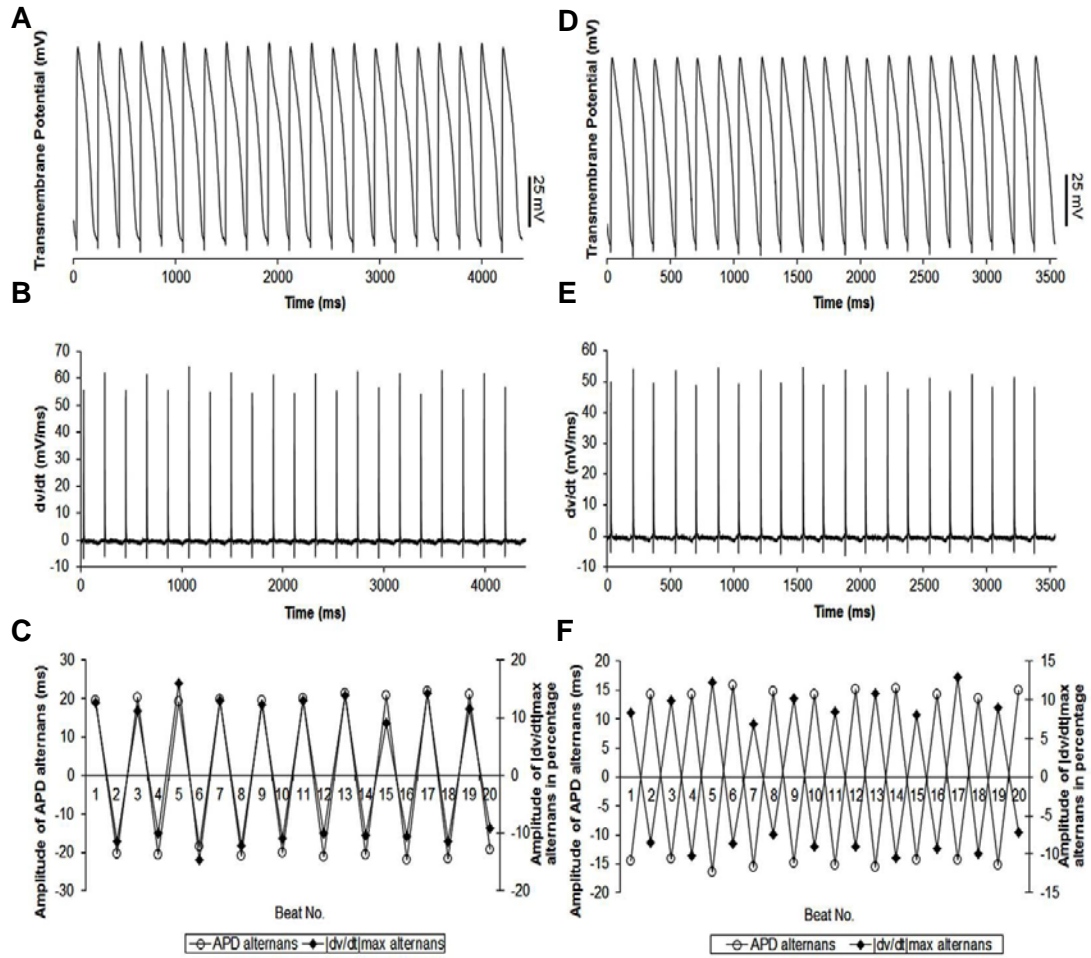 A
Transmembrane Potential (mV)
25 mV
0 1000 2000 3000 4000
Time (ms)
B
dv/dt (mV/ms)
70
60
50
40
30
20
10
0
-10
0 1000 2000 3000 4000
Time (ms)
C
Amplitude of APD alternans (ms)
30
20
10
0
-10
-20
-30
1 2 3 4 5 6 7 8 9 10 11 12 13 14 15 16 17 18 19 20
20
10
0
-10
-20
Amplitude of |dv/dt|max
alternans in percentage
Beat No.
APD alternans |dv/dt|max alternans
D
Transmembrane Potential (mV)
25 mV
0 500 1000 1500 2000 2500 3000 3500
Time (ms)
E
dv/dt (mV/ms)
60
50
40
30
20
10
0
-10
0 500 1000 1500 2000 2500 3000 3500
Time (ms)
F
Amplitude of APD alternans (ms)
20
15
10
5
0
-5
-10
-15
-20
1 2 3 4 5 6 7 8 9 10 11 12 13 14 15 16 17 18 19 20
15
10
5
0
-5
-10
-15
Amplitude of |dv/dt|max
alternans in percentage
Beat No.
APD alternans |dv/dt|max alternans